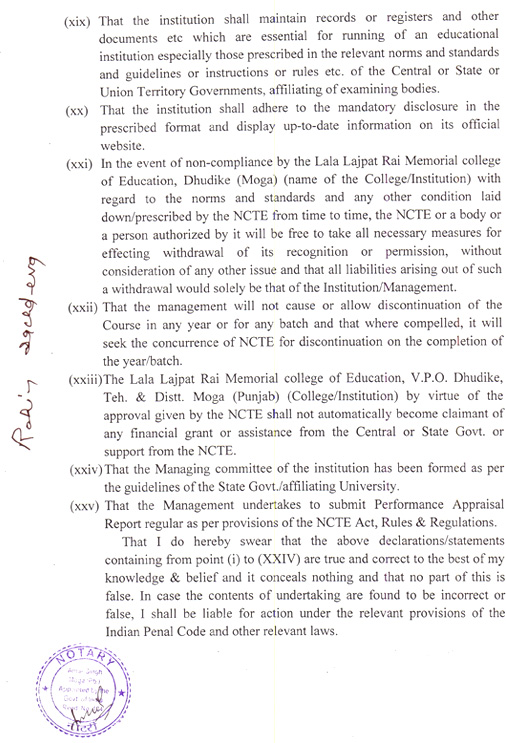 (xix) That the institution shall maintain records or registers and other
documents etc which are essential for running of an educational
institution especially those prescribed in the relevant norms and standards
and guidelines or instructions or rules etc. of the Central or State or
Union Territory Governments, affiliating of examining bodies.
(xx) That the institution shall adhere to the mandatory disclosure in the
prescribed format and display up-to-date information on its official
website.
(xxi) In the event of non-compliance by the Lala Lajpat Rai Memorial college
of Education, Dhudike (Moga) (name of the College/Institution) with
regard to the norms and standards and any other condition laid
down/prescribed by the NCTE from time to time, the NCTE or a body or
a person authorized by it will be free to take all necessary measures for
effecting withdrawal of its recognition or permission, without
consideration of any other issue and that all liabilities arising out of such
a withdrawal would solely be that of the Institution/Management.
(xxii) That the management will not cause or allow discontinuation of the
Course in any year or for any batch and that where compelled, it will
seek the concurrence of NCTE for discontinuation on the completion of
the year/batch.
(xxiii) The Lala Lajpat Rai Memorial college of Education, V.P.O. Dhudike,
Teh. & Distt. Moga (Punjab) (College/Institution) by virtue of the
approval given by the NCTE shall not automatically become claimant of
any financial grant or assistance from the Central or State Govt. or
support from the NCTE.
(xxiv) That the Managing committee of the institution has been formed as per
the guidelines of the State Govt./affiliating University.
(xxv) That the Management undertakes to submit Performance Appraisal
Report regular as per provisions of the NCTE Act, Rules & Regulations.
That I do hereby swear that the above declarations/statements
containing from point (i) to (XXIV) are true and correct to the best of my
knowledge & belief and it conceals nothing and that no part of this is
false. In case the contents of undertaking are found to be incorrect or
false, I shall be liable for action under the relevant provisions of the
Indian Penal Code and other relevant laws.
NOTARY
Singh
Appointed by the
Govt. of
नोटरी